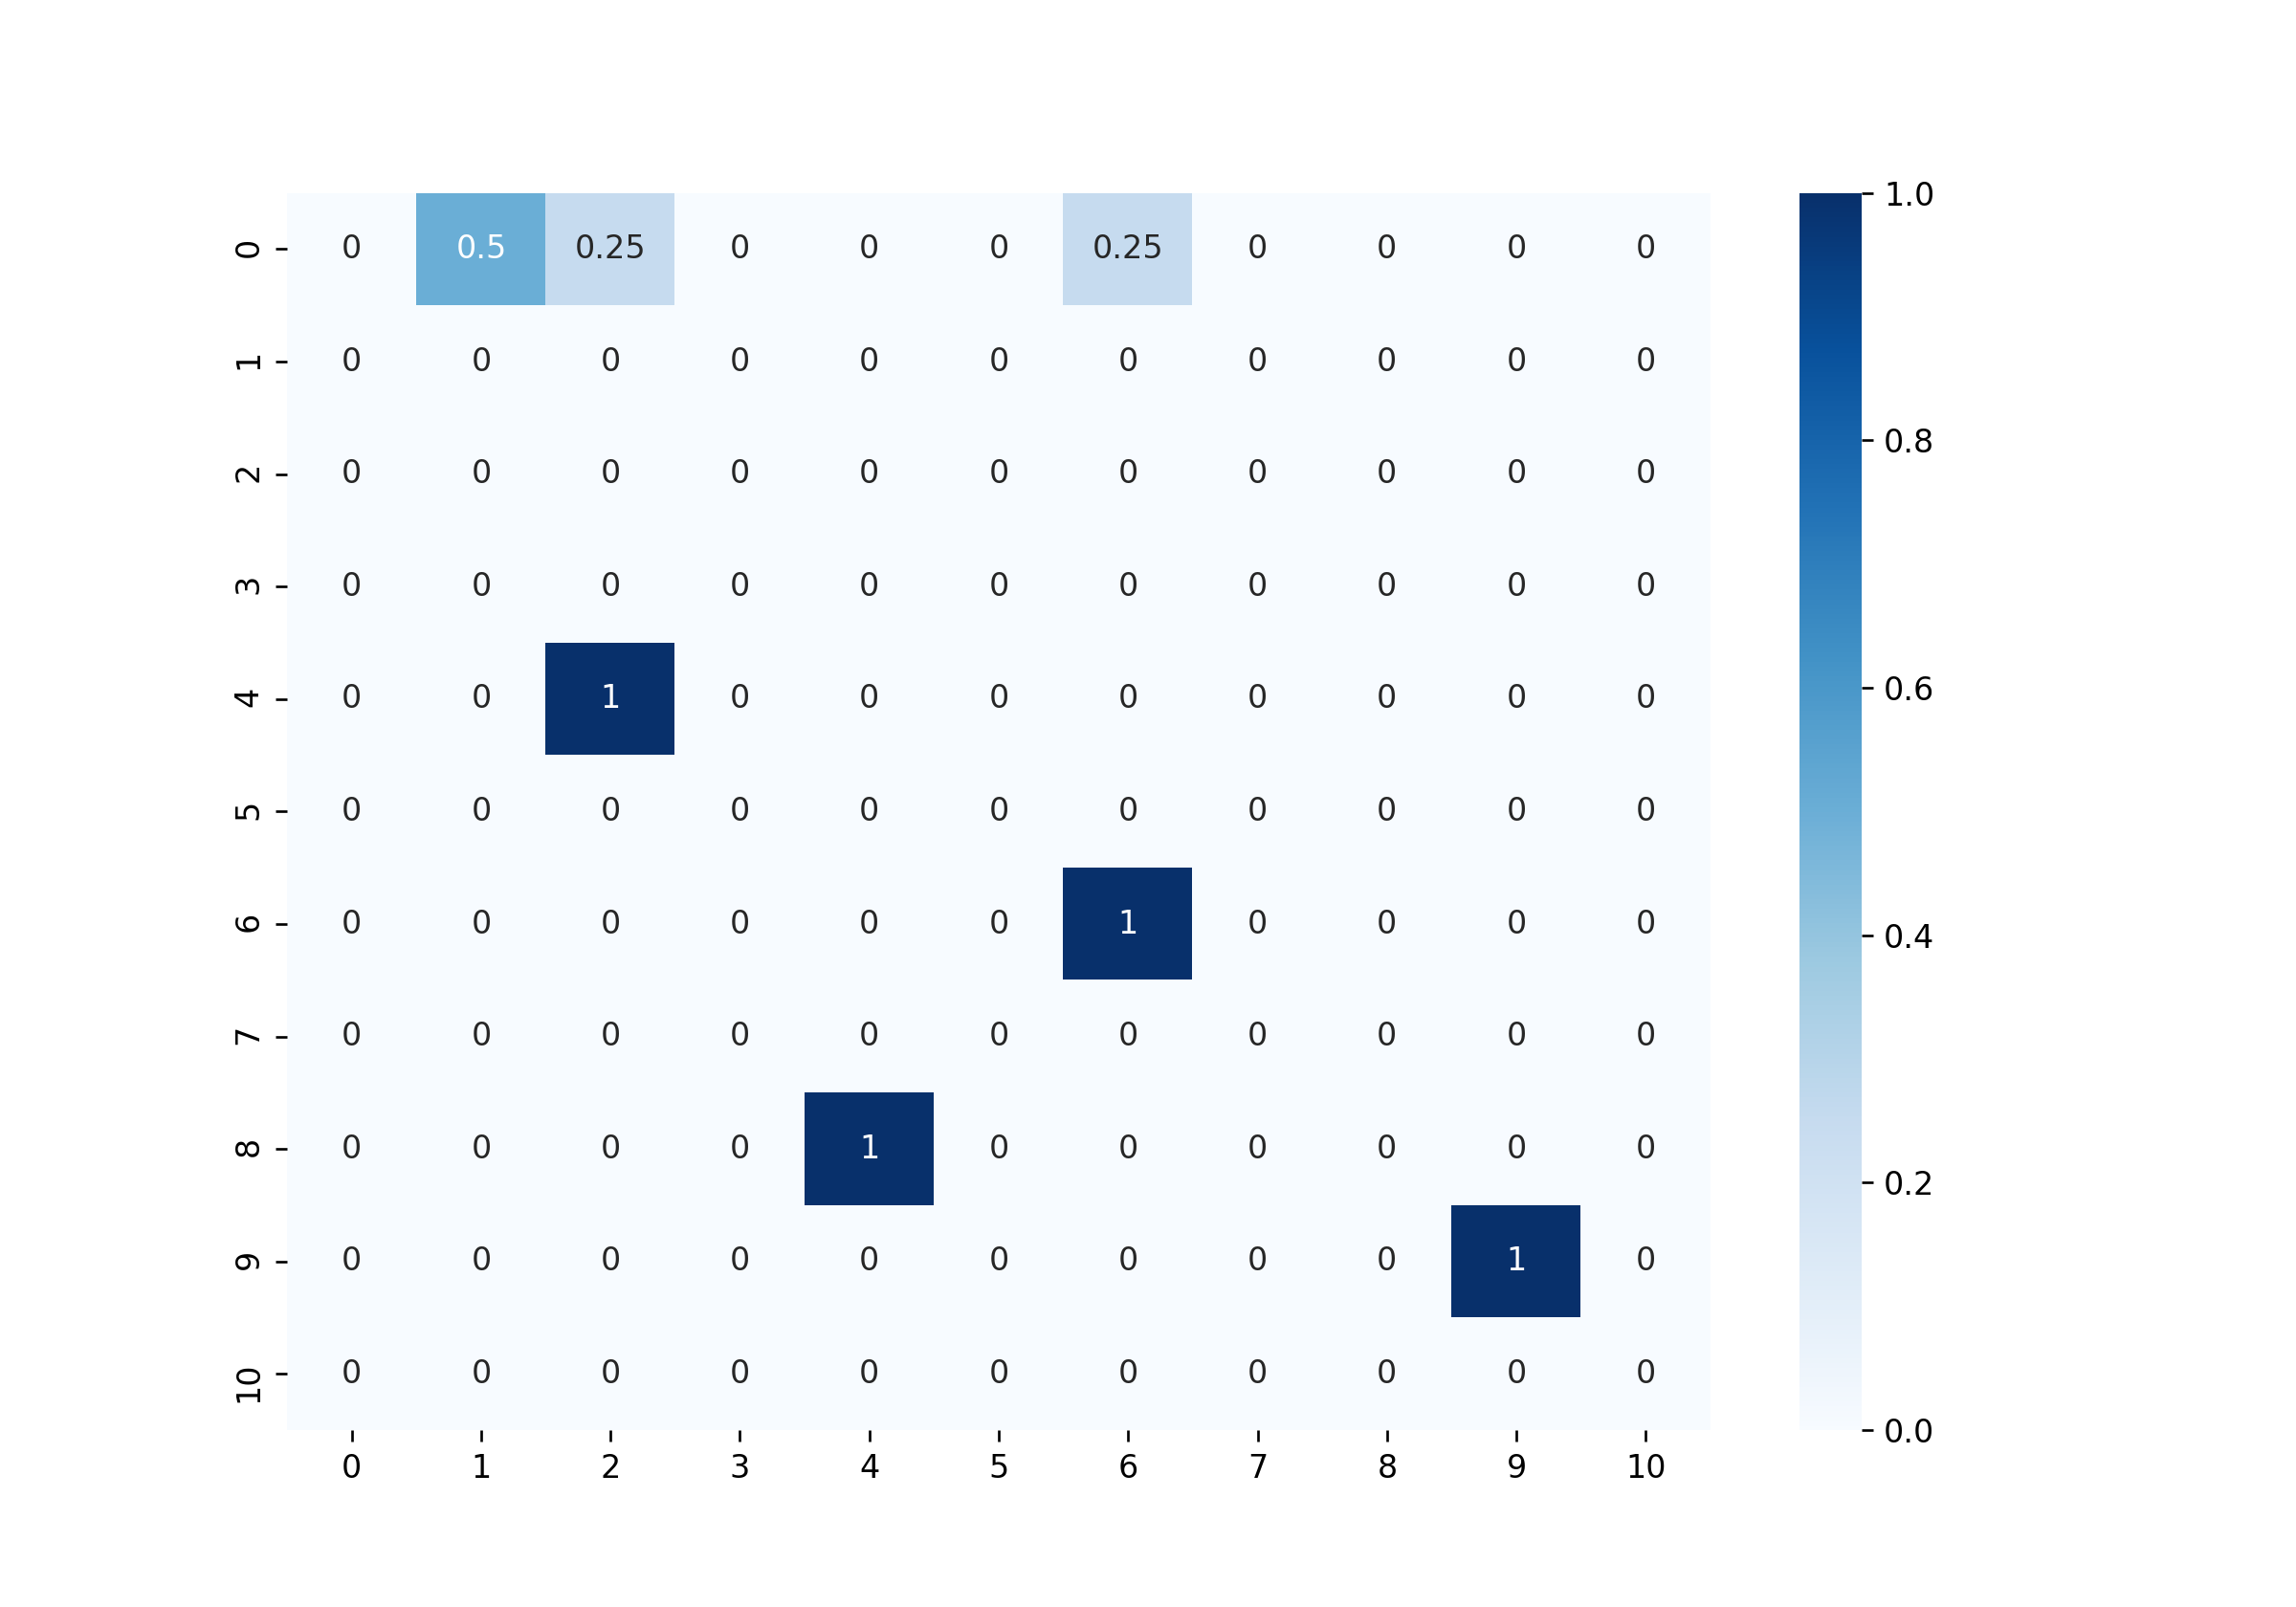 1.0
0 0 0.5 0.25 0 0 0 0.25 0 0 0 0
1 0 0 0 0 0 0 0 0 0 0 0
0.8
2 0 0 0 0 0 0 0 0 0 0 0
3 0 0 0 0 0 0 0 0 0 0 0
0.6
4 0 0 1 0 0 0 0 0 0 0 0
5 0 0 0 0 0 0 0 0 0 0 0
6 0 0 0 0 0 0 1 0 0 0 0
0.4
7 0 0 0 0 0 0 0 0 0 0 0
8 0 0 0 0 1 0 0 0 0 0 0
0.2
9 0 0 0 0 0 0 0 0 0 1 0
10 0 0 0 0 0 0 0 0 0 0 0
0.0
0 1 2 3 4 5 6 7 8 9 10